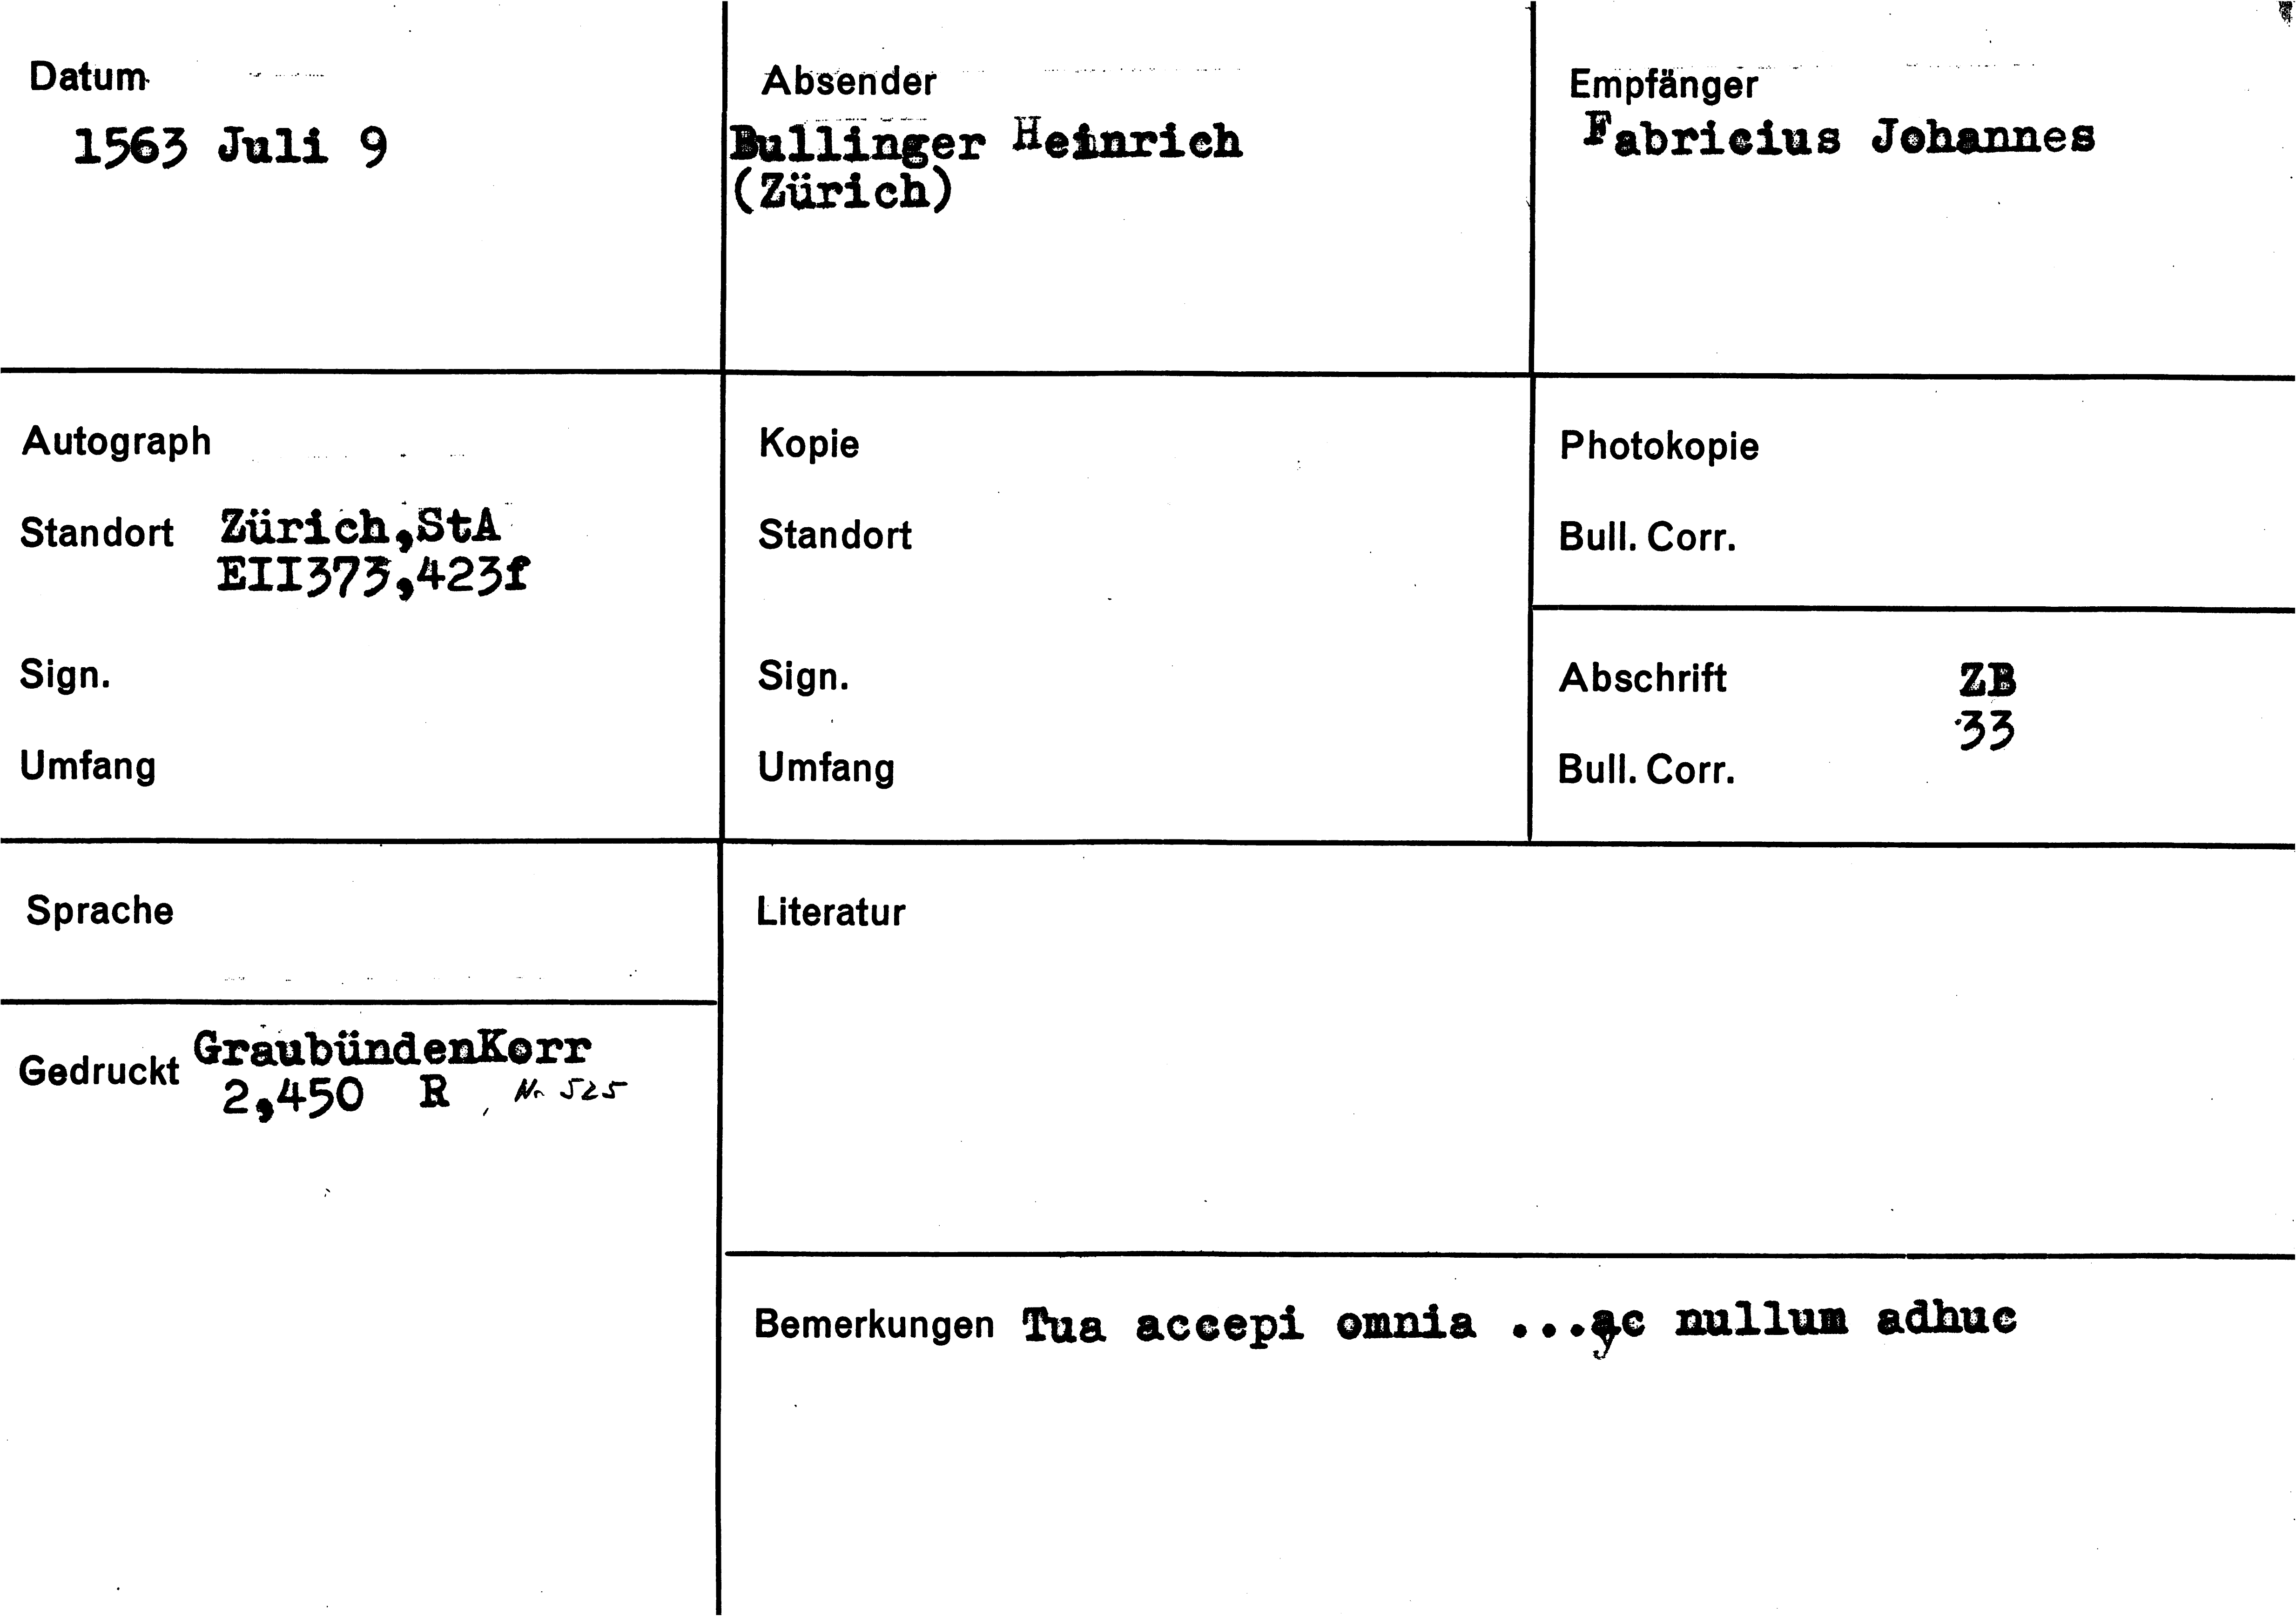 Datum
1563 Juli 9
Absender
Bullinger Heinrich
(Zürich)
Empfänger
Fabricius Johannes
Autograph
Standort Zürich,StA
EII373,423f
Sign.
Umfang
Kopie
Standort
Sign.
Umfang
Photokopie
Bull. Corr.
Abschrift ZB
33
Bull. Corr.
Sprache
Gedruckt GraubündenKorr
2,450 R, Nr 525
Literatur
Bemerkungen Tua accepi omnia ...ac nullum adhuc